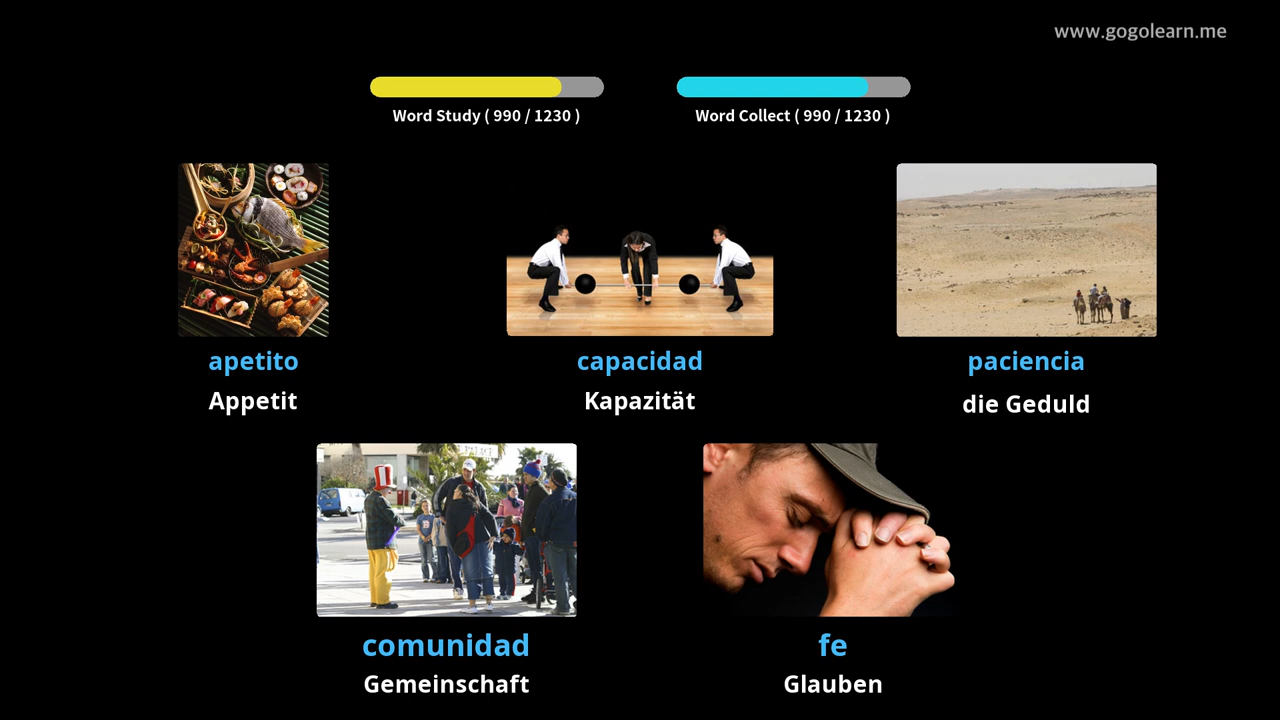 www.gogolearn.me
Word Study ( 990 / 1230 )
Word Collect ( 990 / 1230 )
apetito
Appetit
capacidad
Kapazität
paciencia
die Geduld
comunidad
Gemeinschaft
fe
Glauben